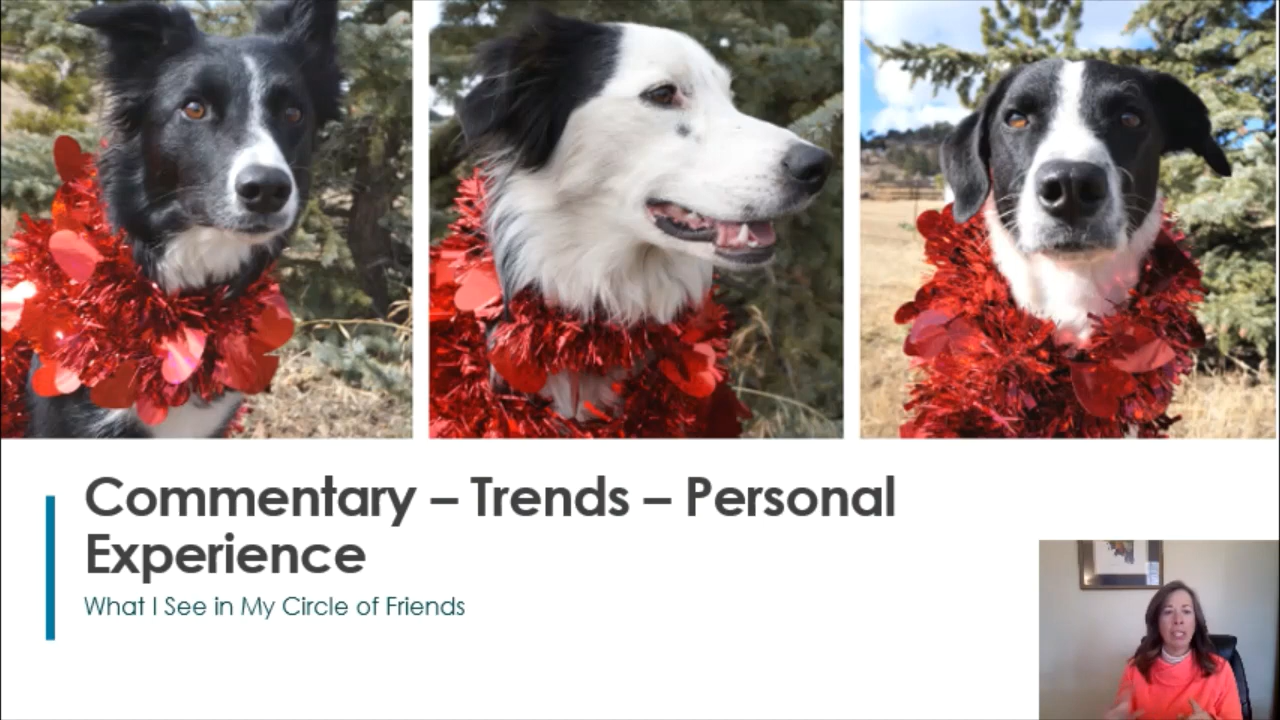 Commentary – Trends – Personal
Experience
What I See in My Circle of Friends